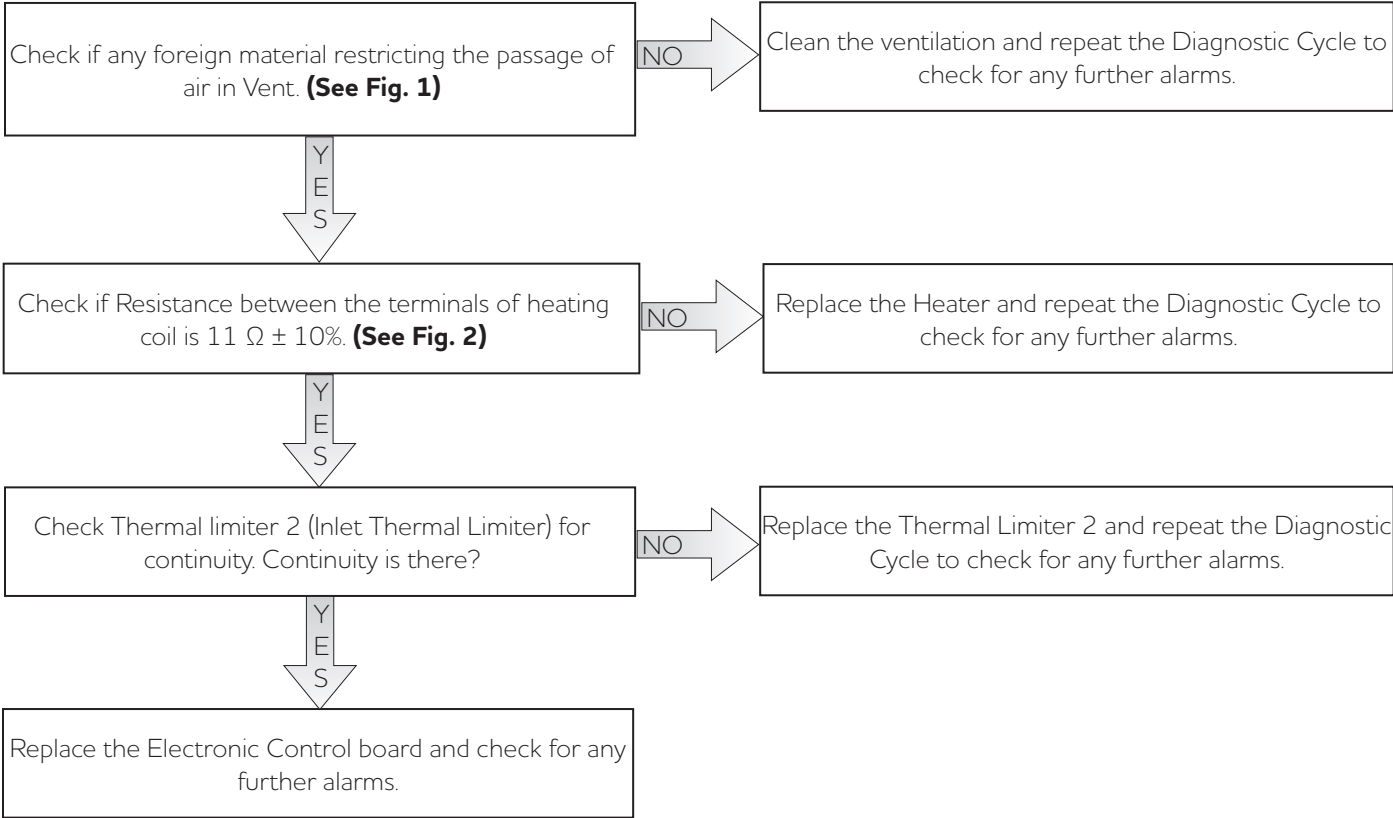 Check if any foreign material restricting the passage of
air in Vent. (See Fig. 1)
NO
Clean the ventilation and repeat the Diagnostic Cycle to
check for any further alarms.
YES
Check if Resistance between the terminals of heating
coil is 11 Ω ± 10%. (See Fig. 2)
NO
Replace the Heater and repeat the Diagnostic Cycle to
check for any further alarms.
YES
Check Thermal limiter 2 (Inlet Thermal Limiter) for
continuity. Continuity is there?
NO
Replace the Thermal Limiter 2 and repeat the Diagnostic
Cycle to check for any further alarms.
YES
Replace the Electronic Control board and check for any
further alarms.